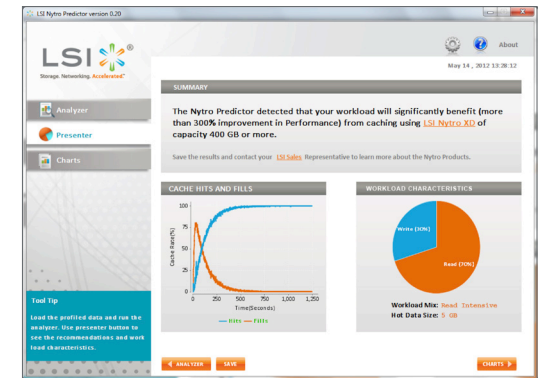 LSI Nytro Predictor version 0.20
LSI
Storage. Networking. Accelerated.™
About
May 14 , 2012 13:28:12
Analyzer
Presenter
Charts
SUMMARY
The Nytro Predictor detected that your workload will significantly benefit (more
than 300% improvement in Performance) from caching using LSI Nytro XD of
capacity 400 GB or more.
Save the results and contact your LSI Sales Representative to learn more about the Nytro Products.
CACHE HITS AND FILLS
Cache Rate(%)
100
75
50
25
0
0 250 500 750 1,000 1,250
Time(Seconds)
Hits Fills
WORKLOAD CHARACTERISTICS
Write (30%)
Read (70%)
Workload Mix: Read Intensive
Hot Data Size: 5 GB
Tool Tip
Load the profiled data and run the
analyzer. Use presenter button to
see the recommendations and work
load characteristics.
ANALYZER
SAVE
CHARTS